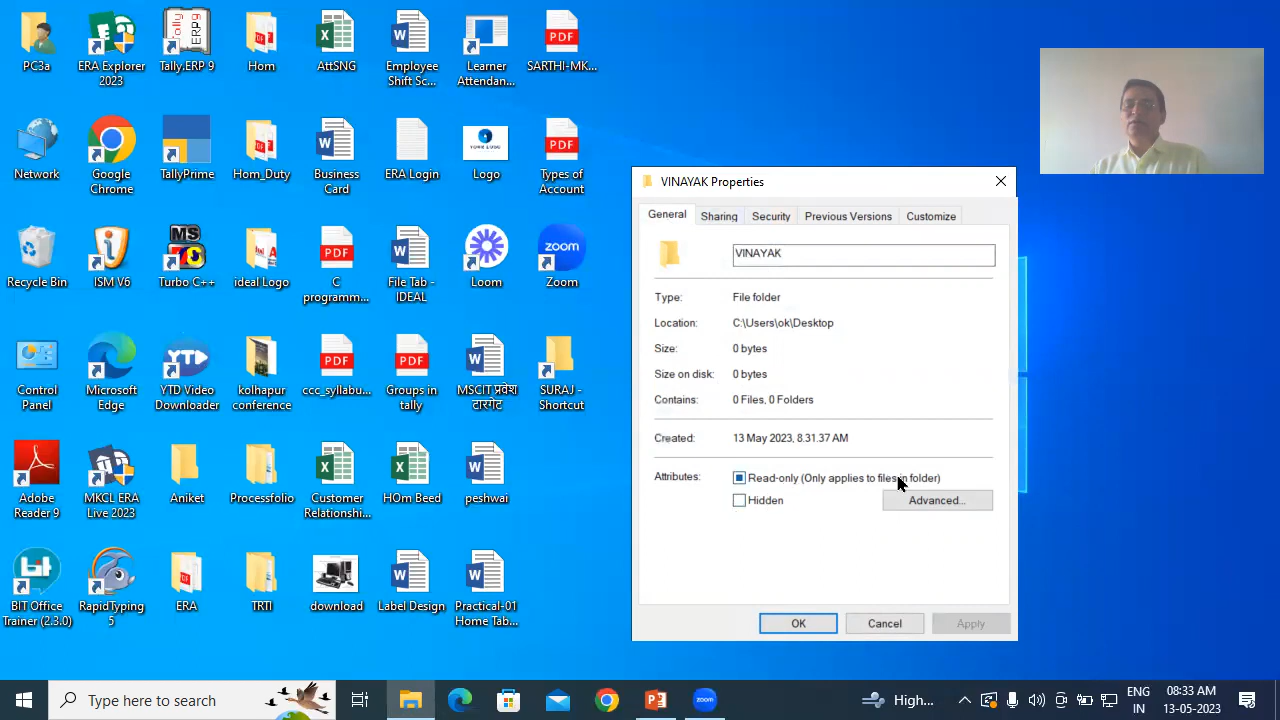 PC3a
ERA Explorer
2023
Tally.ERP 9
Hom
AttSNG
Employee
Shift Sc...
Learner
Attendan...
SARTHI-MK...
Network
Google
Chrome
TallyPrime
Hom_Duty
Business
Card
ERA Login
Logo
Types of
Account
Recycle Bin
ISM V6
Turbo C++
ideal Logo
C
programm...
File Tab -
IDEAL
Loom
Zoom
Control
Panel
Microsoft
Edge
YTD Video
Downloader
kolhapur
conference
ccc_syllabu...
Groups in
tally
MSCIT प्रवेश
टारगेट
SURAJ -
Shortcut
Adobe
Reader 9
MKCL ERA
Live 2023
Aniket
Processfolio
Customer
Relationshi...
HOm Beed
peshwai
BIT Office
Trainer (2.3.0)
RapidTyping
5
ERA
TRTI
download
Label Design
Practical-01
Home Tab...
VINAYAK Properties
General
Sharing
Security
Previous Versions
Customize
VINAYAK
Type: File folder
Location: C:\Users\ok\Desktop
Size: 0 bytes
Size on disk: 0 bytes
Contains: 0 Files, 0 Folders
Created: 13 May 2023, 8.31.37 AM
Attributes: Read-only (Only applies to files in folder)
Hidden
Advanced...
OK
Cancel
Apply
Type here to search
High...
ENG
IN
08:33 AM
13-05-2023